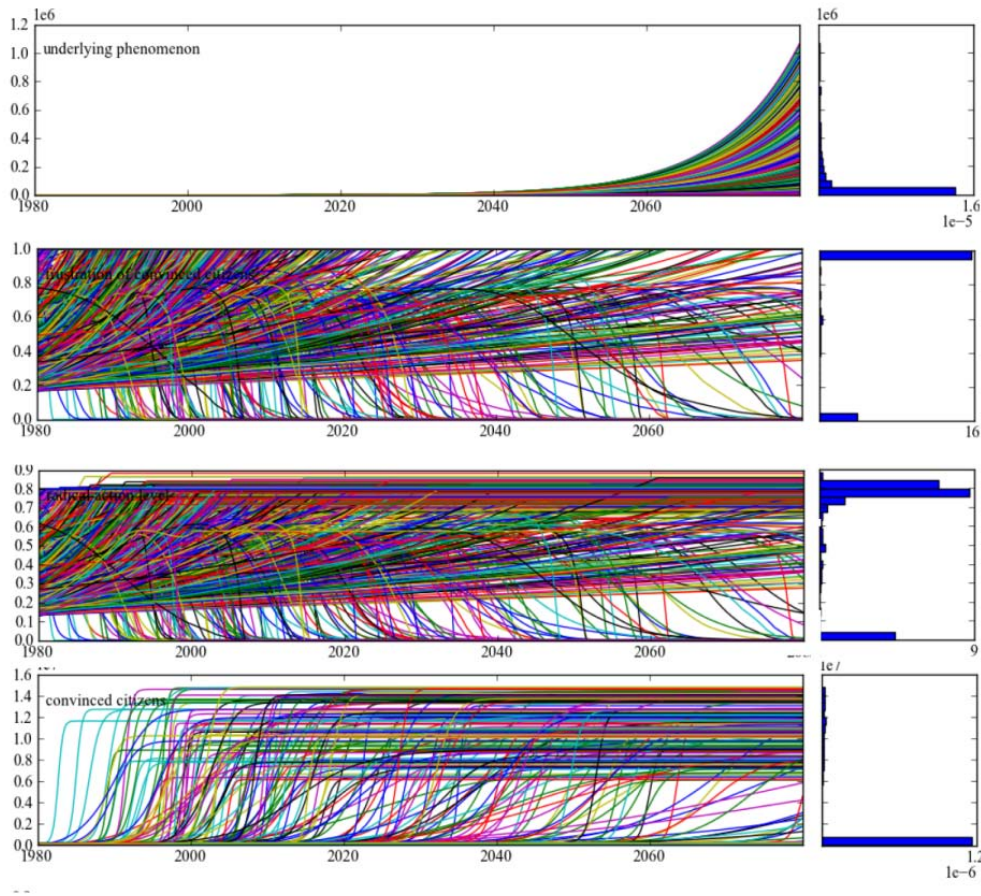 1e6
1.2
1.0
0.8
0.6
0.4
0.2
0.0
underlying phenomenon
1980 2000 2020 2040 2060
1e6
1.6
1e−5
1.0
0.8
0.6
0.4
0.2
0.0
frustration of convinced citizens
1980 2000 2020 2040 2060
16
0.9
0.8
0.7
0.6
0.5
0.4
0.3
0.2
0.1
0.0
radical action level
1980 2000 2020 2040 2060
9
1.6
1.4
1.2
1.0
0.8
0.6
0.4
0.2
0.0
convinced citizens
1980 2000 2020 2040 2060
1e7
1.2
1e−6